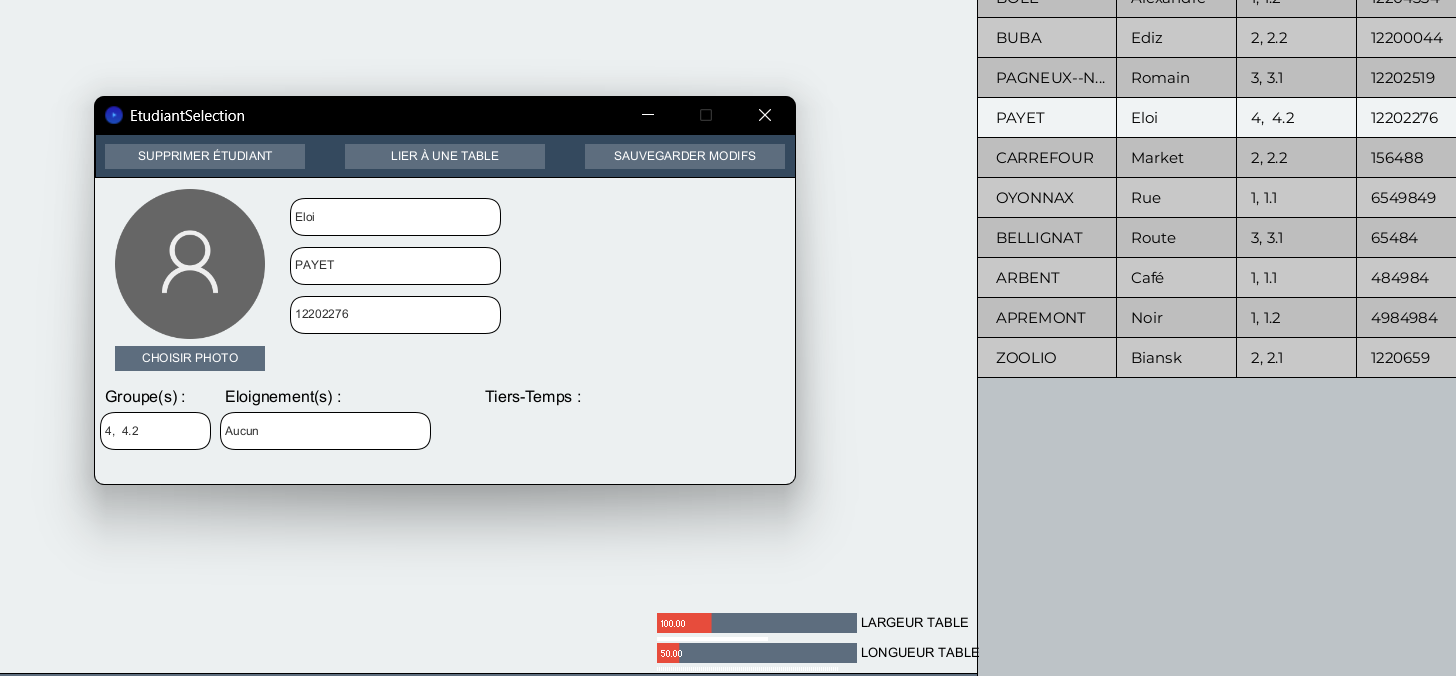 EtudiantSelection
SUPPRIMER ÉTUDIANT LIER À UNE TABLE SAUVEGARDER MODIFS
Eloi
PAYET
12202276
CHOISIR PHOTO
Groupe(s) : Eloignement(s) : Tiers-Temps :
4, 4.2 Aucun
100.00 LARGEUR TABLE
50.00 LONGUEUR TABLE
BUBA Ediz 2, 2.2 12200044
PAGNEUX--N... Romain 3, 3.1 12202519
PAYET Eloi 4, 4.2 12202276
CARREFOUR Market 2, 2.2 156488
OYONNAX Rue 1, 1.1 6549849
BELLIGNAT Route 3, 3.1 65484
ARBENT Café 1, 1.1 484984
APREMONT Noir 1, 1.2 4984984
ZOOLIO Biansk 2, 2.1 1220659